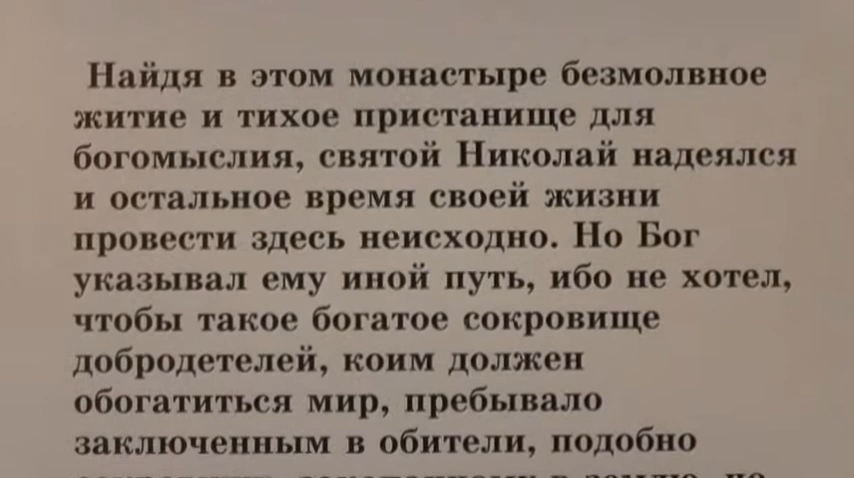 Найдя в этом монастыре безмолвное
житие и тихое пристанище для
богомыслия, святой Николай надеялся
и остальное время своей жизни
провести здесь неисходно. Но Бог
указывал ему иной путь, ибо не хотел,
чтобы такое богатое сокровище
добродетелей, коим должен
обогатиться мир, пребывало
заключенным в обители, подобно